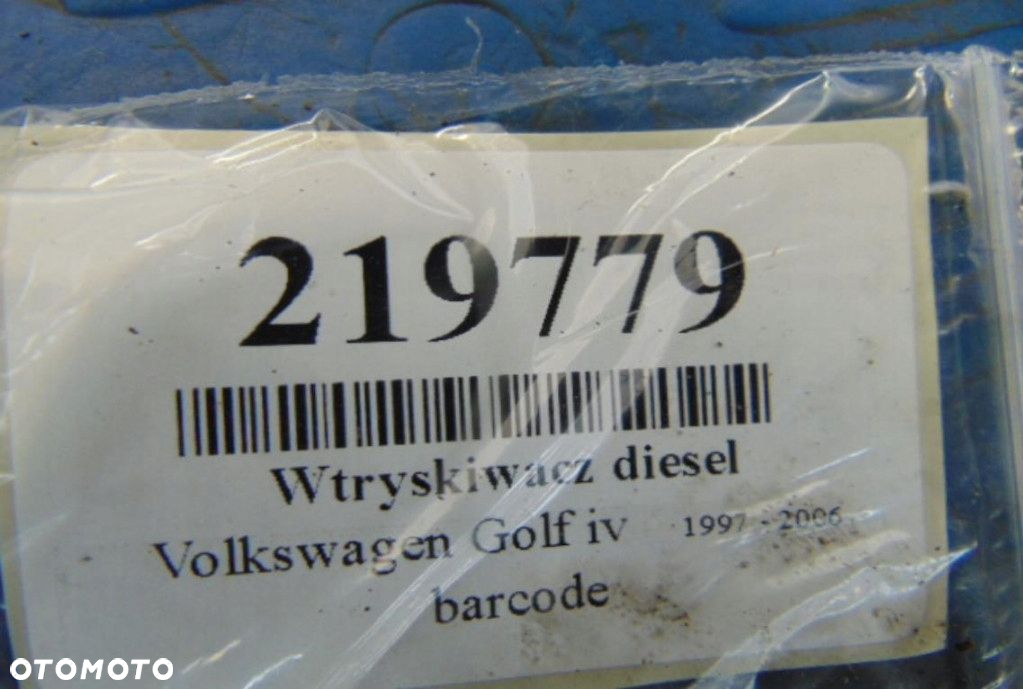 219779
Wtryskiwacz diesel
Volkswagen Golf iv 1997 - 2006
barcode
OTOMOTO